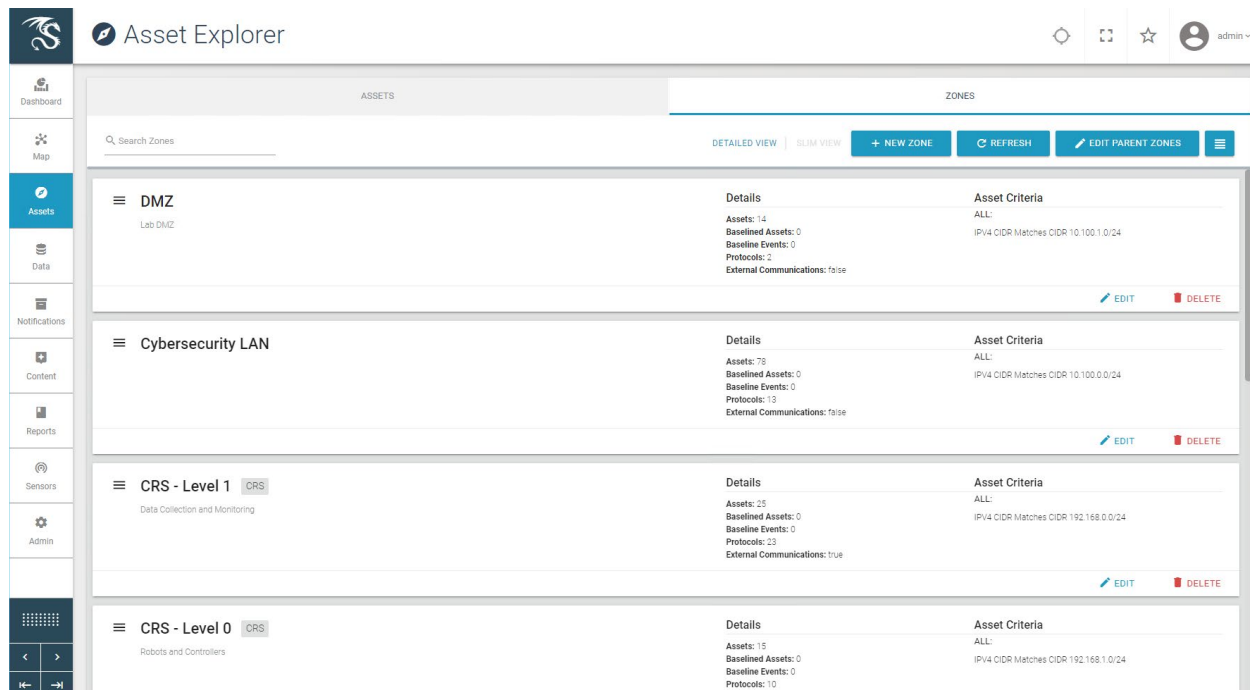 Asset Explorer
admin
Dashboard
Map
Assets
Data
Notifications
Content
Reports
Sensors
Admin
ASSETS
ZONES
Search Zones
DETAILED VIEW
SLIM VIEW
+ NEW ZONE
REFRESH
EDIT PARENT ZONES
DMZ
Lab DMZ
Details
Assets: 14
Baselined Assets: 0
Baseline Events: 0
Protocols: 2
External Communications: false
Asset Criteria
ALL:
IPV4 CIDR Matches CIDR 10.100.1.0/24
EDIT
DELETE
Cybersecurity LAN
Details
Assets: 78
Baselined Assets: 0
Baseline Events: 0
Protocols: 13
External Communications: false
Asset Criteria
ALL:
IPV4 CIDR Matches CIDR 10.100.0.0/24
EDIT
DELETE
CRS - Level 1 CRS
Data Collection and Monitoring
Details
Assets: 25
Baselined Assets: 0
Baseline Events: 0
Protocols: 23
External Communications: true
Asset Criteria
ALL:
IPV4 CIDR Matches CIDR 192.168.0.0/24
EDIT
DELETE
CRS - Level 0 CRS
Robots and Controllers
Details
Assets: 15
Baselined Assets: 0
Baseline Events: 0
Protocols: 10
Asset Criteria
ALL:
IPV4 CIDR Matches CIDR 192.168.1.0/24